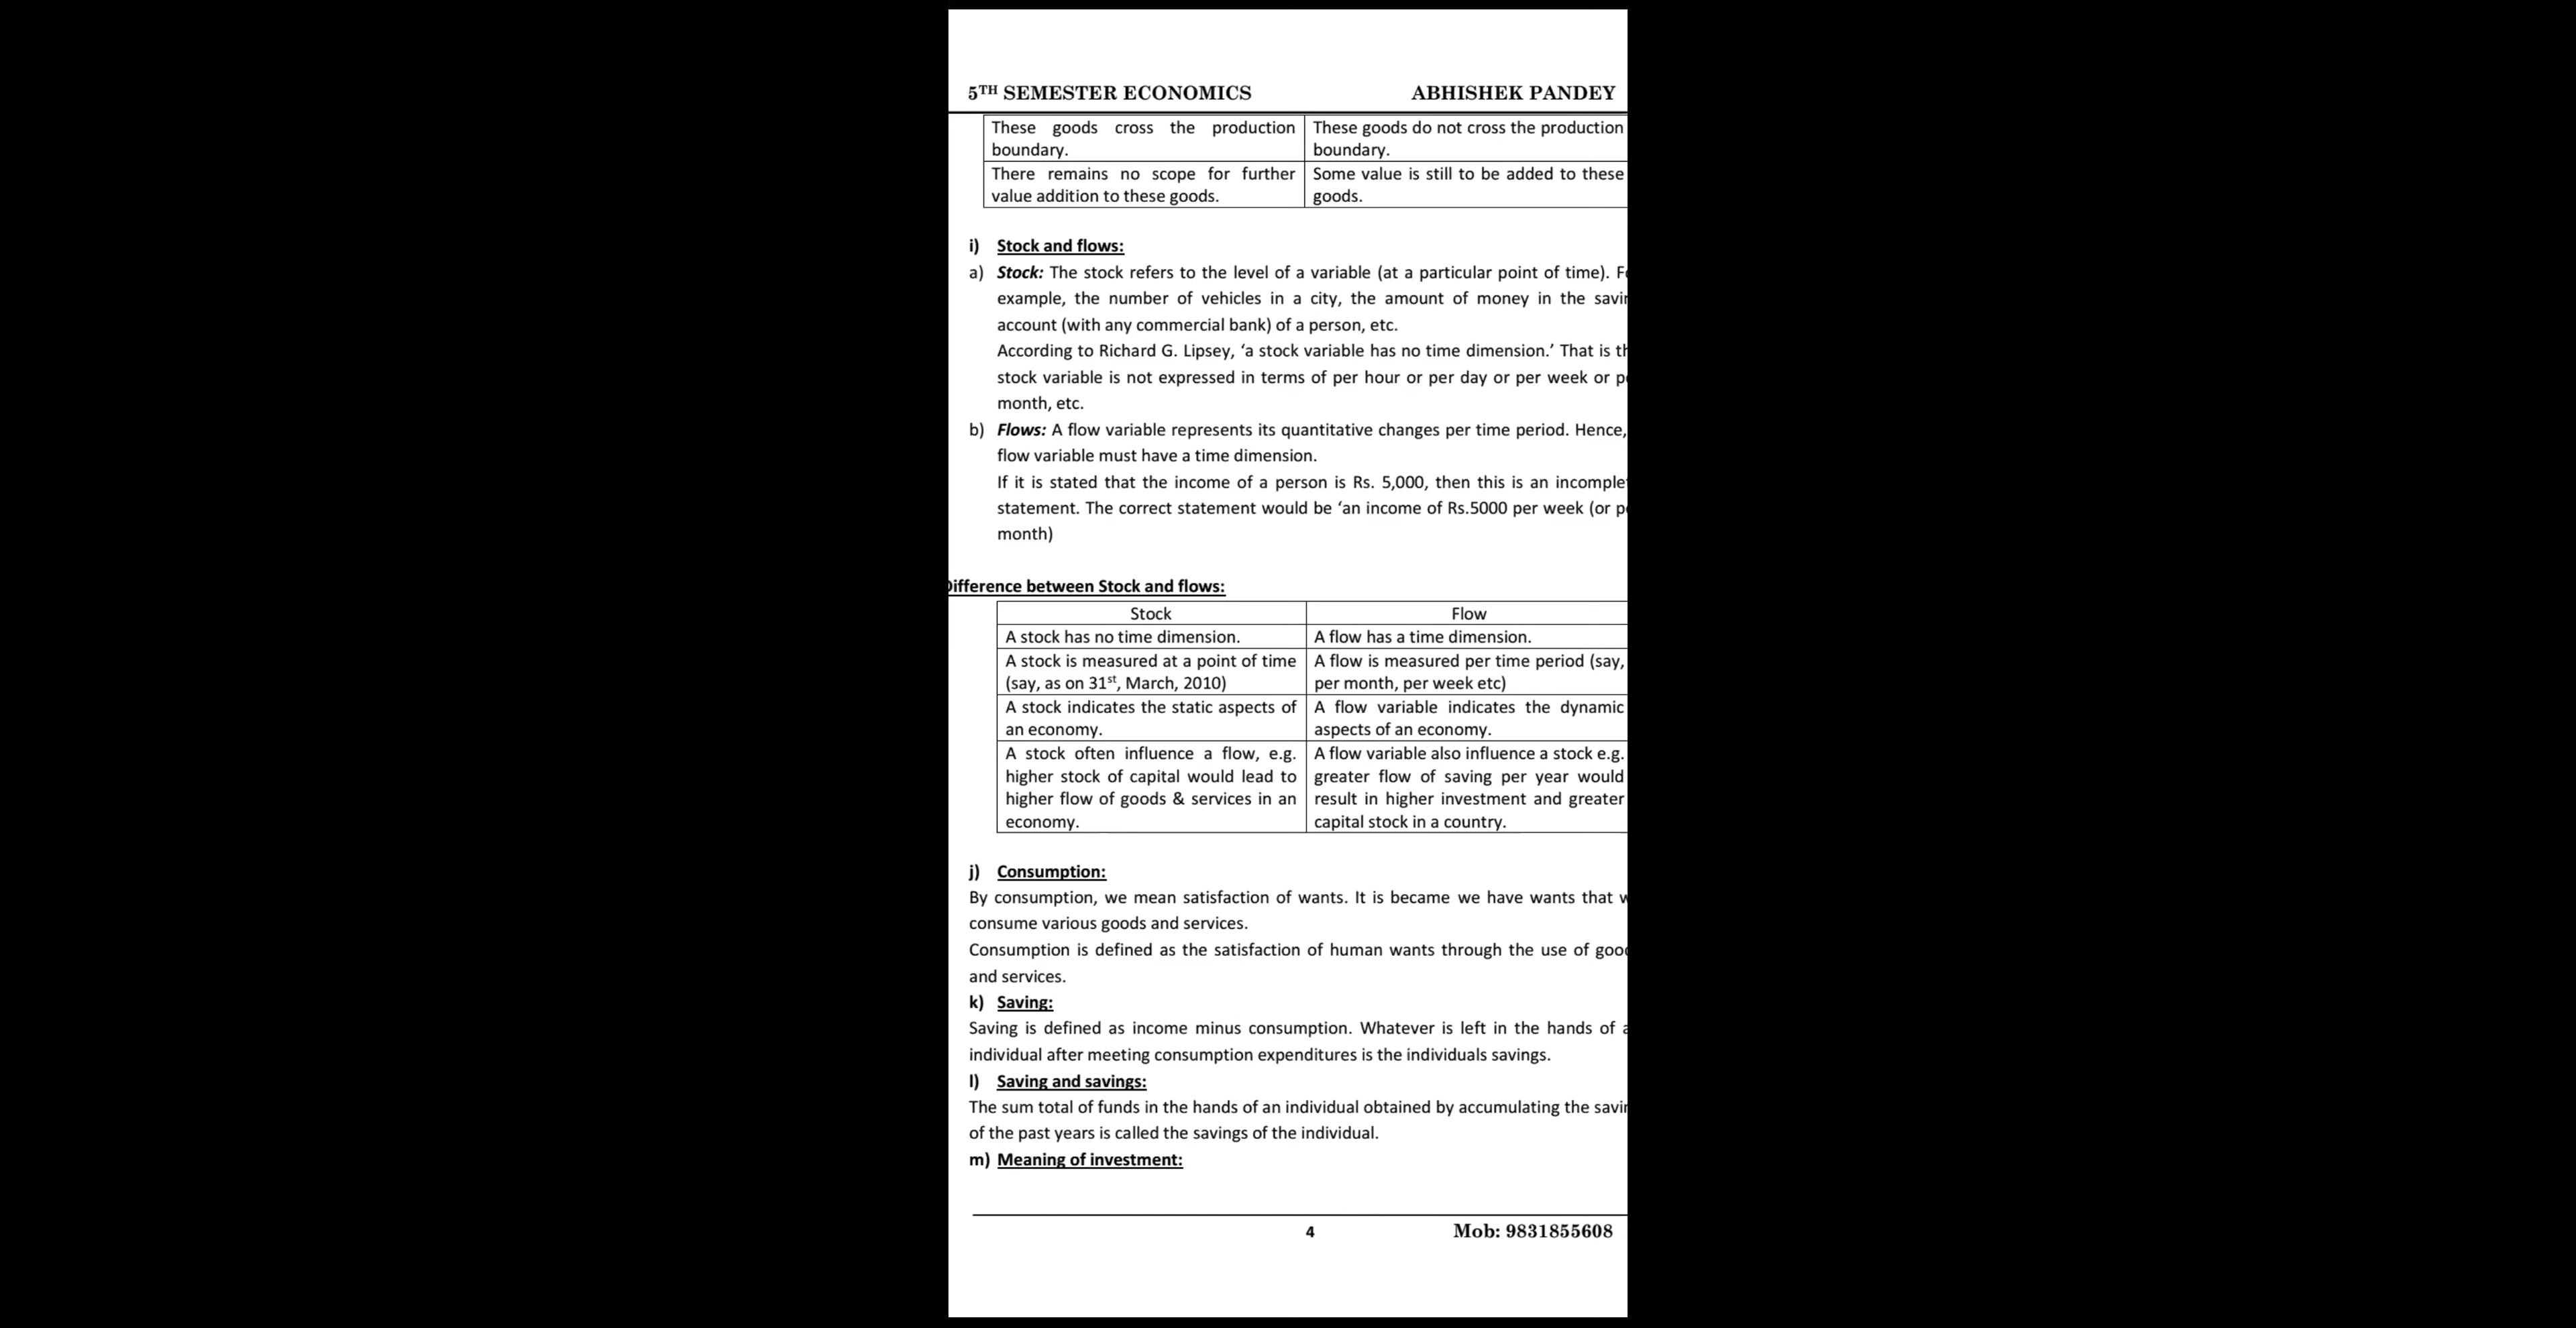 5TH SEMESTER ECONOMICS ABHISHEK PANDEY
These goods cross the production boundary.
These goods do not cross the production boundary.
There remains no scope for further value addition to these goods.
Some value is still to be added to these goods.
i) Stock and flows:
a) Stock: The stock refers to the level of a variable (at a particular point of time).
example, the number of vehicles in a city, the amount of money in the
account (with any commercial bank) of a person, etc.
According to Richard G. Lipsey, ‘a stock variable has no time dimension.’ That is
stock variable is not expressed in terms of per hour or per day or per week or
month, etc.
b) Flows: A flow variable represents its quantitative changes per time period. Hence,
flow variable must have a time dimension.
If it is stated that the income of a person is Rs. 5,000, then this is an
statement. The correct statement would be ‘an income of Rs.5000 per week (or
month)
Difference between Stock and flows:
Stock Flow
A stock has no time dimension. A flow has a time dimension.
A stock is measured at a point of time (say, as on 31st, March, 2010)
A flow is measured per time period (say, per month, per week etc)
A stock indicates the static aspects of an economy.
A flow variable indicates the dynamic aspects of an economy.
A stock often influence a flow, e.g. higher stock of capital would lead to higher flow of goods & services in an economy.
A flow variable also influence a stock e.g. greater flow of saving per year would result in higher investment and greater capital stock in a country.
j) Consumption:
By consumption, we mean satisfaction of wants. It is became we have wants that
consume various goods and services.
Consumption is defined as the satisfaction of human wants through the use of
and services.
k) Saving:
Saving is defined as income minus consumption. Whatever is left in the hands of
individual after meeting consumption expenditures is the individuals savings.
l) Saving and savings:
The sum total of funds in the hands of an individual obtained by accumulating the
of the past years is called the savings of the individual.
m) Meaning of investment:
4 Mob: 9831855608